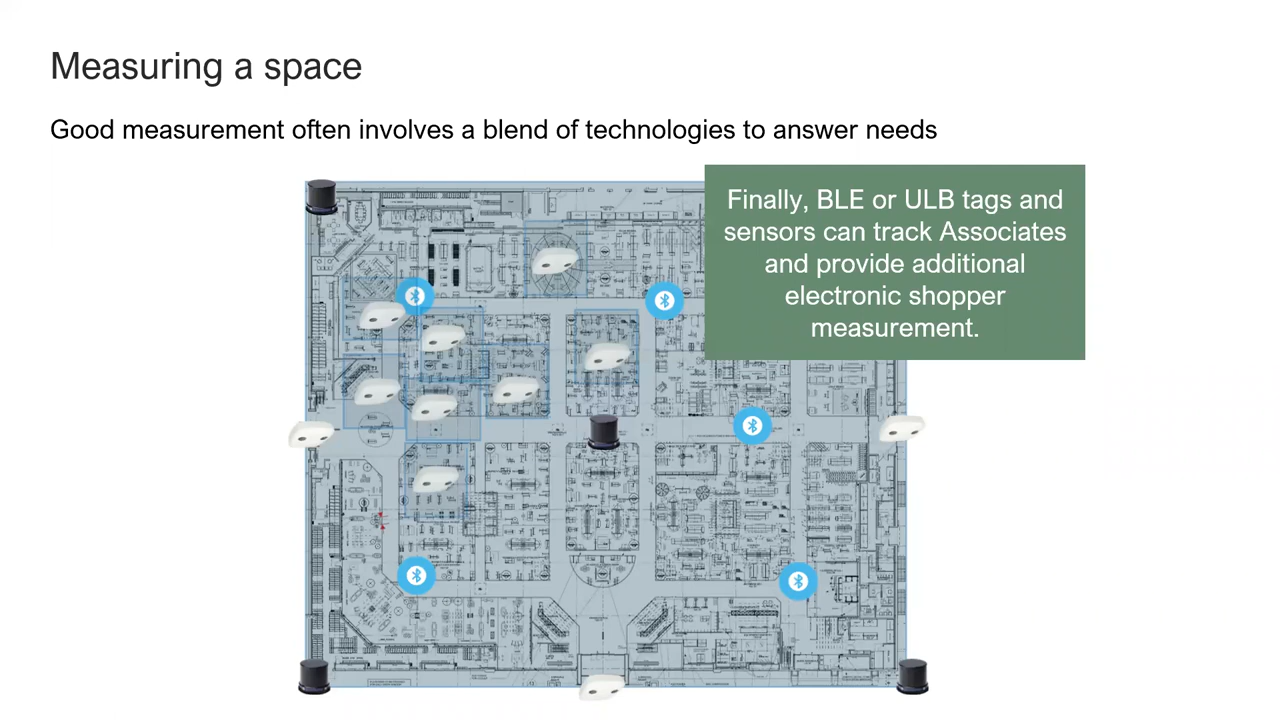 Measuring a space
Good measurement often involves a blend of technologies to answer needs
Finally, BLE or ULB tags and
sensors can track Associates
and provide additional
electronic shopper
measurement.